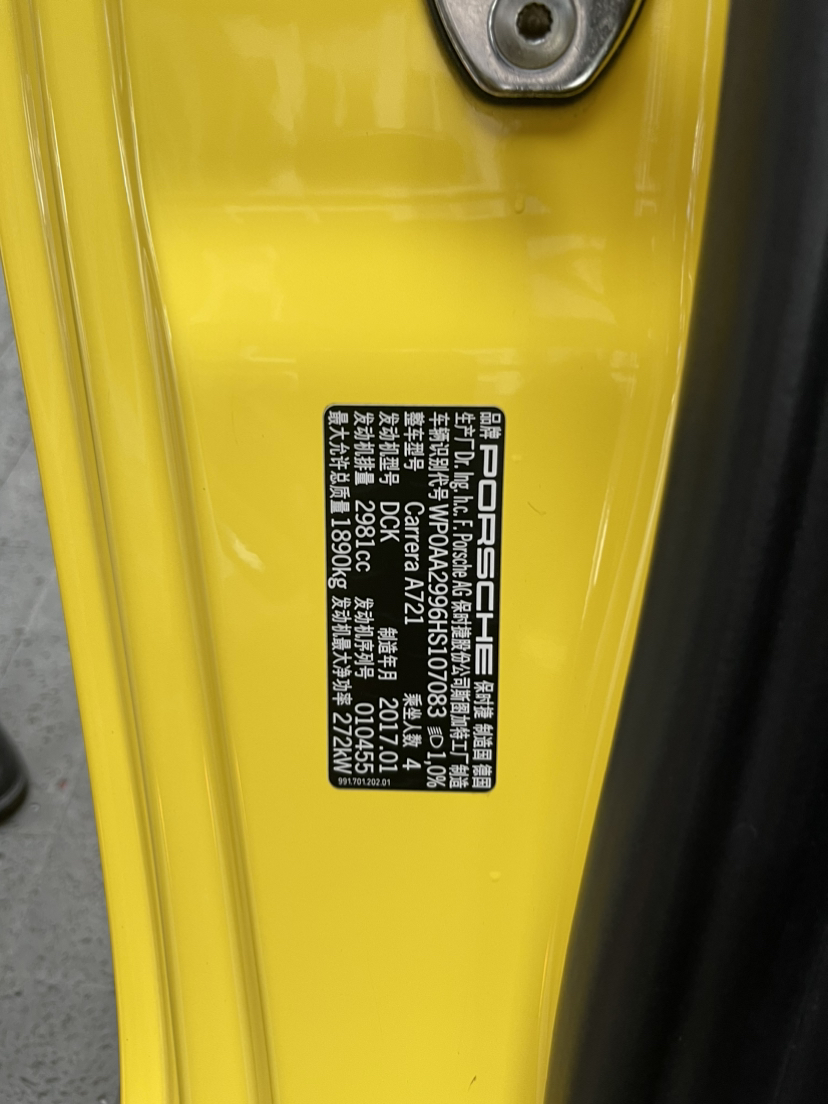 品牌 PORSCHE 保时捷 制造国 德国
生产厂 Dr. Ing. h.c. F. Porsche AG 保时捷股份公司斯图加特工厂 制造
车辆识别代号 WP0AA2996HS107083 1,0%
整车型号 Carrera A721 乘坐人数 4
发动机型号 DCK 制造年月 2017.01
发动机排量 2981cc 发动机序列号 010455
最大允许总质量 1890kg 发动机最大净功率 272kW
991.701.202.01